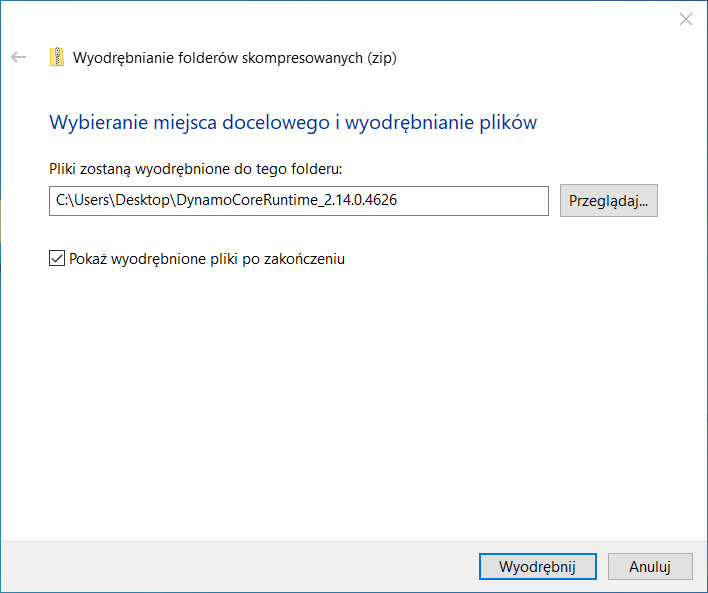 Wyodrębnianie folderów skompresowanych (zip)
Wybieranie miejsca docelowego i wyodrębnianie plików
Pliki zostaną wyodrębnione do tego folderu:
C:\Users\Desktop\DynamoCoreRuntime_2.14.0.4626 Przeglądaj...
Pokaż wyodrębnione pliki po zakończeniu
Wyodrębnij Anuluj